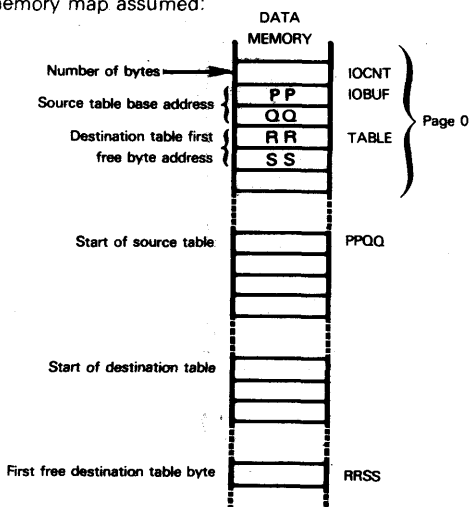 memory map assumed:
DATA
MEMORY
Number of bytes
IOCNT
Source table base address
PP
IOBUF
QQ
Destination table first
RR
TABLE
Page 0
free byte address
SS
Start of source table
PPQQ
Start of destination table
First free destination table byte
RRSS